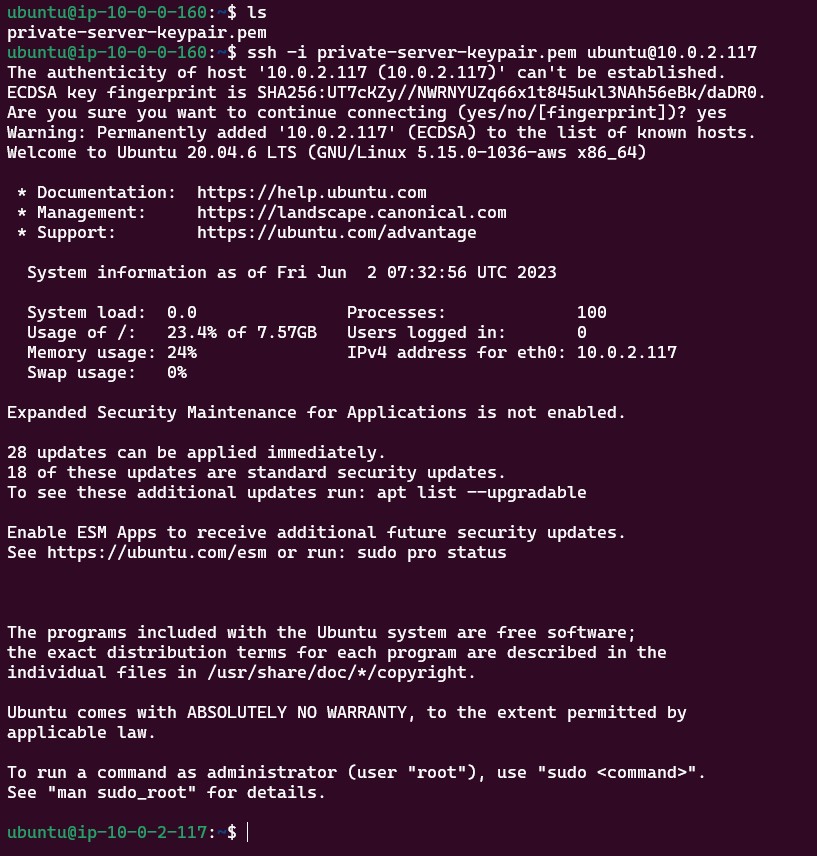 ubuntu@ip-10-0-0-160:~$ ls
private-server-keypair.pem
ubuntu@ip-10-0-0-160:~$ ssh -i private-server-keypair.pem ubuntu@10.0.2.117
The authenticity of host '10.0.2.117 (10.0.2.117)' can't be established.
ECDSA key fingerprint is SHA256:UT7cKZy//NWRNYUZq66x1t845ukl3NAh56eBk/daDR0.
Are you sure you want to continue connecting (yes/no/[fingerprint])? yes
Warning: Permanently added '10.0.2.117' (ECDSA) to the list of known hosts.
Welcome to Ubuntu 20.04.6 LTS (GNU/Linux 5.15.0-1036-aws x86_64)
* Documentation:  https://help.ubuntu.com
* Management:     https://landscape.canonical.com
* Support:        https://ubuntu.com/advantage
System information as of Fri Jun  2 07:32:56 UTC 2023
System load:  0.0               Processes:             100
Usage of /:   23.4% of 7.57GB   Users logged in:       0
Memory usage: 24%               IPv4 address for eth0: 10.0.2.117
Swap usage:   0%
Expanded Security Maintenance for Applications is not enabled.
28 updates can be applied immediately.
18 of these updates are standard security updates.
To see these additional updates run: apt list --upgradable
Enable ESM Apps to receive additional future security updates.
See https://ubuntu.com/esm or run: sudo pro status
The programs included with the Ubuntu system are free software;
the exact distribution terms for each program are described in the
individual files in /usr/share/doc/*/copyright.
Ubuntu comes with ABSOLUTELY NO WARRANTY, to the extent permitted by
applicable law.
To run a command as administrator (user "root"), use "sudo <command>".
See "man sudo_root" for details.
ubuntu@ip-10-0-2-117:~$